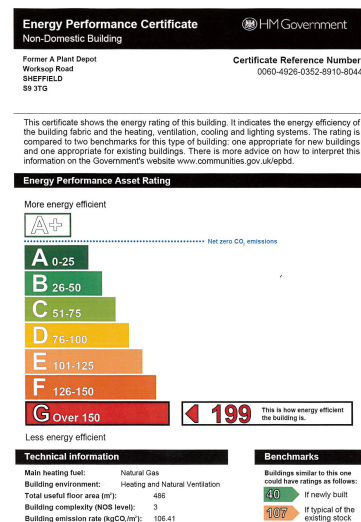 Energy Performance Certificate
HM Government
Non-Domestic Building
Former A Plant Depot
Worksop Road
SHEFFIELD
S9 3TG
Certificate Reference Number
0060-4926-0352-8910-8044
This certificate shows the energy rating of this building. It indicates the energy efficiency of
the building fabric and the heating, ventilation, cooling and lighting systems. The rating is
compared to two benchmarks for this type of building: one appropriate for new buildings
and one appropriate for existing buildings. There is more advice on how to interpret this
information on the Government's website www.communities.gov.uk/epbd.
Energy Performance Asset Rating
More energy efficient
A+
Net zero CO₂ emissions
A 0-25
B 26-50
C 51-75
D 76-100
E 101-125
F 126-150
G Over 150
199
This is how energy efficient
the building is.
Less energy efficient
Technical information
Main heating fuel: Natural Gas
Building environment: Heating and Natural Ventilation
Total useful floor area (m²): 486
Building complexity (NOS level): 3
Building emission rate (kgCO₂/m²): 106.41
Benchmarks
Buildings similar to this one
could have ratings as follows:
40 If newly built
107 If typical of the
existing stock